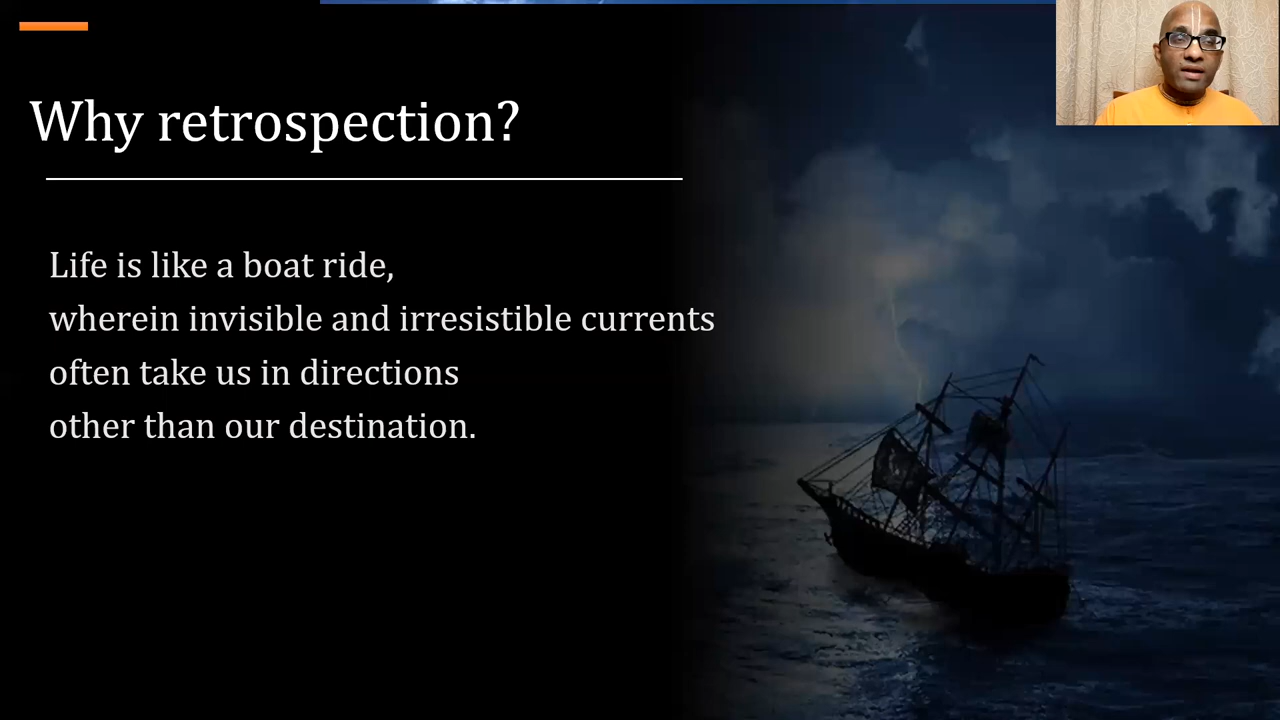 Why retrospection?
Life is like a boat ride,
wherein invisible and irresistible currents
often take us in directions
other than our destination.